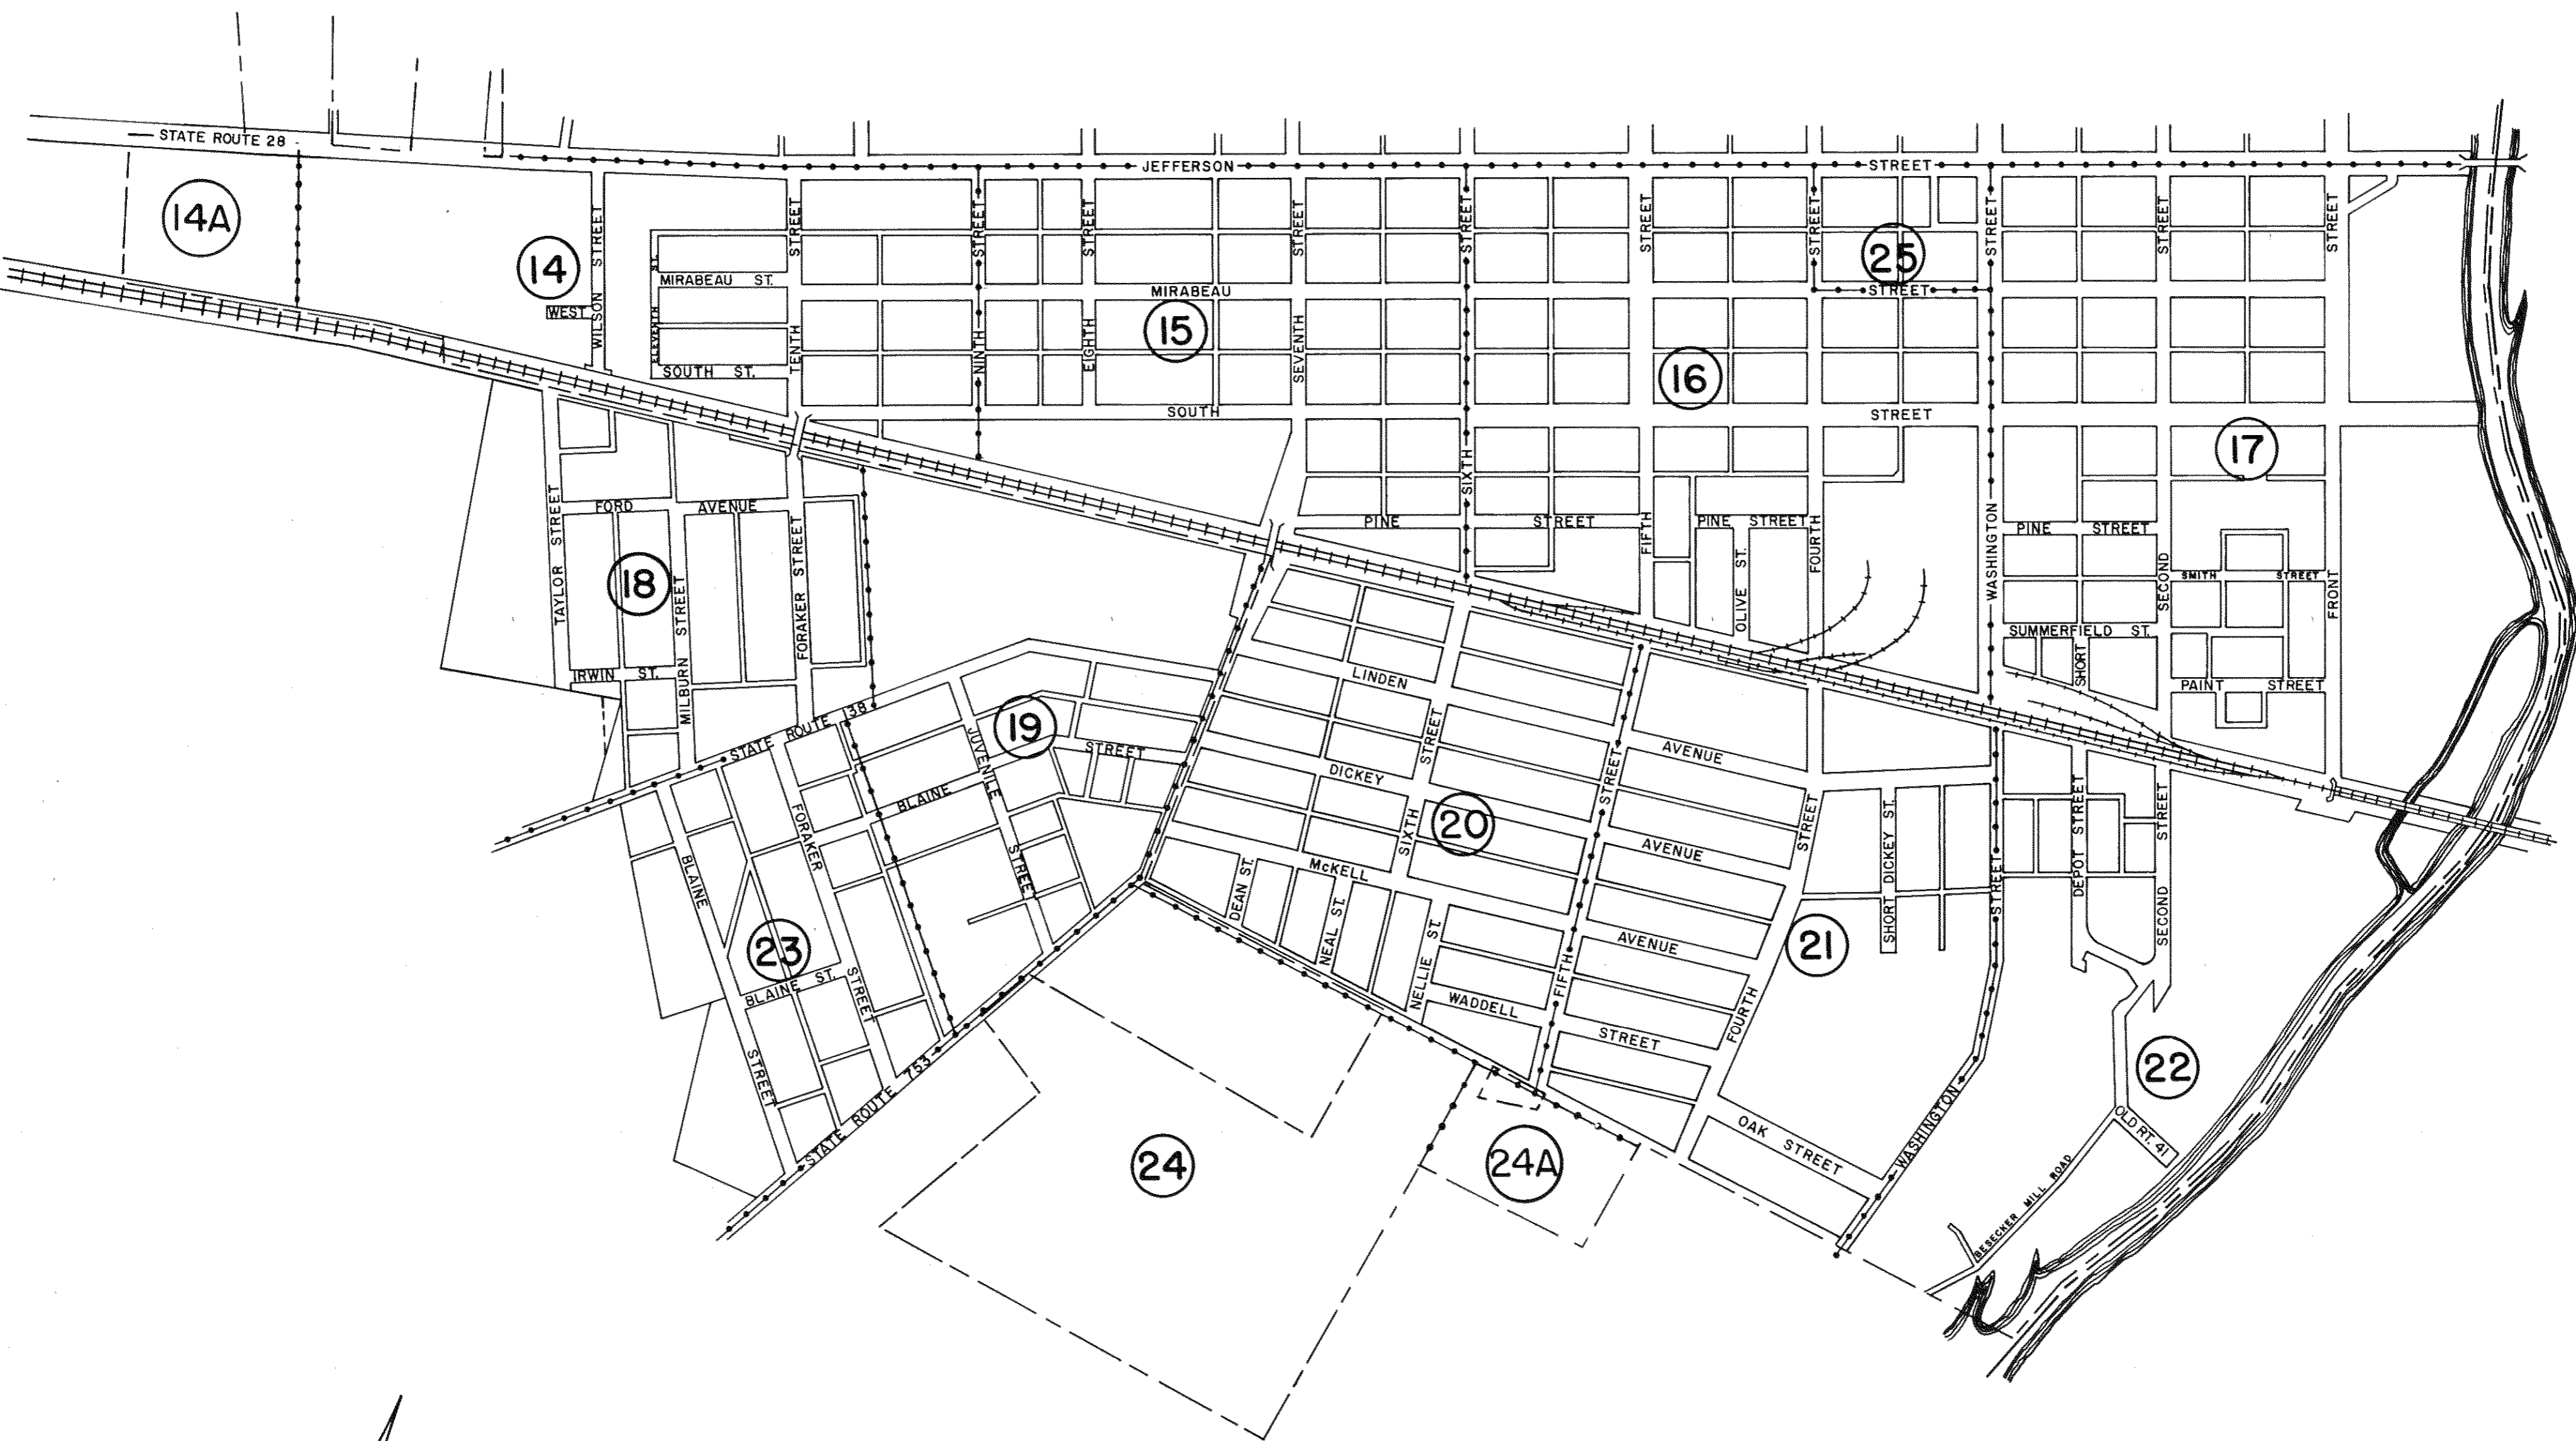 STATE ROUTE 28
JEFFERSON STREET
14A
14
WEST
WILSON STREET
ELEVENTH ST.
MIRABEAU ST.
SOUTH ST.
TENTH STREET
NINTH STREET
EIGHTH STREET
MIRABEAU STREET
15
SEVENTH STREET
SOUTH STREET
SIXTH STREET
16
FIFTH STREET
FOURTH STREET
25
WASHINGTON STREET
SECOND STREET
FRONT STREET
17
PINE STREET
PINE STREET
OLIVE ST.
PINE STREET
SMITH STREET
SUMMERFIELD ST.
SHORT
PAINT STREET
TAYLOR STREET
FORD AVENUE
18
MILBURN STREET
FORAKER STREET
IRWIN ST.
STATE ROUTE 138
19
JUVENILE STREET
BLAINE STREET
FORAKER STREET
BLAINE STREET
23
BLAINE ST.
STATE ROUTE 753
LINDEN AVENUE
DICKEY AVENUE
SIXTH STREET
20
McKELL AVENUE
DEAN ST.
NEAL ST.
NELLIE ST.
WADDELL STREET
FIFTH STREET
FOURTH STREET
21
SHORT DICKEY ST.
WASHINGTON STREET
DEPOT STREET
SECOND STREET
22
OLD RT. 41
BESECKER MILL ROAD
OAK STREET
24
24A